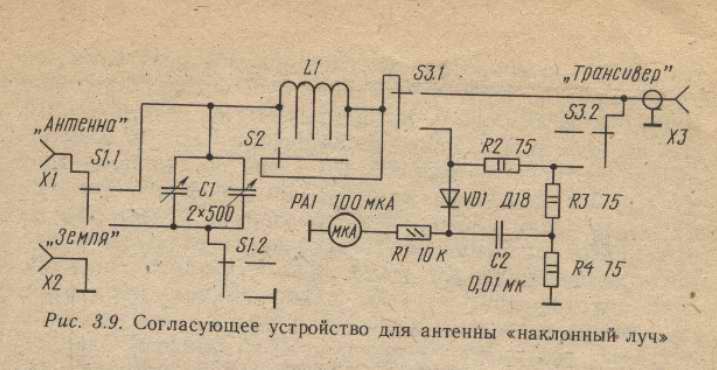 L1
S3.1
„Трансивер”
S3.2
X3
„Антенна”
S1.1
X1
S2
R2 75
C1
2×500
PA1 100 мкА
VD1 Д18
R3 75
мкА
„Земля”
X2
S1.2
R1 10 к
C2
0,01 мк
R4 75
Рис. 3.9. Согласующее устройство для антенны «наклонный луч»